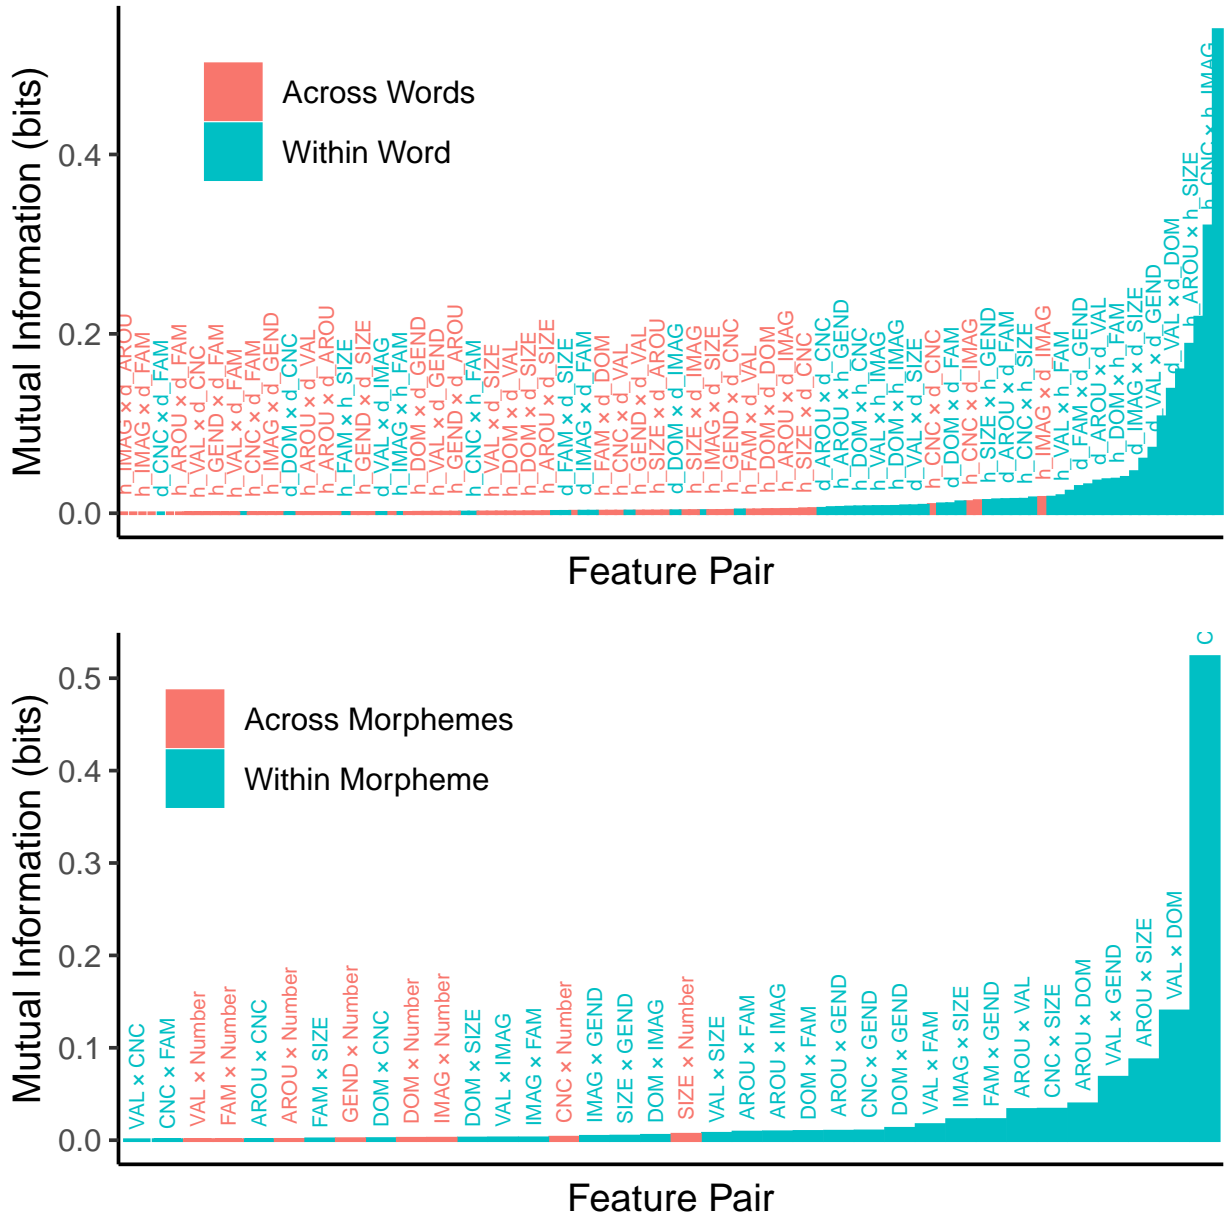 Mutual Information (bits)
0.4
0.2
0.0
Across Words
Within Word
h_IMAG × d_AROU
h_IMAG × d_FAM
d_CNC × d_FAM
h_AROU × d_FAM
h_VAL × d_CNC
h_GEND × d_FAM
h_VAL × d_FAM
h_CNC × d_FAM
h_IMAG × d_GEND
d_DOM × d_CNC
h_AROU × d_VAL
h_AROU × d_AROU
h_FAM × h_SIZE
h_GEND × d_SIZE
d_VAL × d_IMAG
h_IMAG × h_FAM
h_DOM × d_GEND
h_VAL × d_GEND
h_GEND × d_AROU
h_CNC × h_FAM
h_VAL × d_SIZE
h_DOM × d_VAL
h_DOM × d_SIZE
h_AROU × d_SIZE
d_FAM × d_SIZE
d_IMAG × d_FAM
h_FAM × d_DOM
h_CNC × d_VAL
h_GEND × d_VAL
h_SIZE × d_AROU
d_DOM × d_IMAG
h_SIZE × d_IMAG
h_IMAG × d_SIZE
h_GEND × d_CNC
h_FAM × d_VAL
h_DOM × d_DOM
h_AROU × d_IMAG
h_SIZE × d_CNC
d_AROU × d_CNC
h_AROU × h_GEND
h_DOM × h_CNC
h_VAL × h_IMAG
h_DOM × h_IMAG
d_VAL × d_SIZE
h_CNC × d_CNC
d_DOM × d_FAM
h_CNC × d_IMAG
h_SIZE × h_GEND
d_AROU × d_FAM
h_CNC × h_SIZE
h_IMAG × d_IMAG
h_VAL × h_FAM
d_FAM × d_GEND
d_AROU × d_VAL
h_DOM × h_FAM
d_IMAG × d_SIZE
d_VAL × d_GEND
d_VAL × d_DOM
h_AROU × h_SIZE
h_CNC × h_IMAG
Feature Pair
Mutual Information (bits)
0.5
0.4
0.3
0.2
0.1
0.0
Across Morphemes
Within Morpheme
VAL × CNC
CNC × FAM
VAL × Number
FAM × Number
AROU × CNC
AROU × Number
FAM × SIZE
GEND × Number
DOM × CNC
DOM × Number
IMAG × Number
DOM × SIZE
VAL × IMAG
IMAG × FAM
CNC × Number
IMAG × GEND
SIZE × GEND
DOM × IMAG
SIZE × Number
VAL × SIZE
AROU × FAM
AROU × IMAG
DOM × FAM
AROU × GEND
CNC × GEND
DOM × GEND
VAL × FAM
IMAG × SIZE
FAM × GEND
AROU × VAL
CNC × SIZE
AROU × DOM
VAL × GEND
AROU × SIZE
VAL × DOM
C
Feature Pair